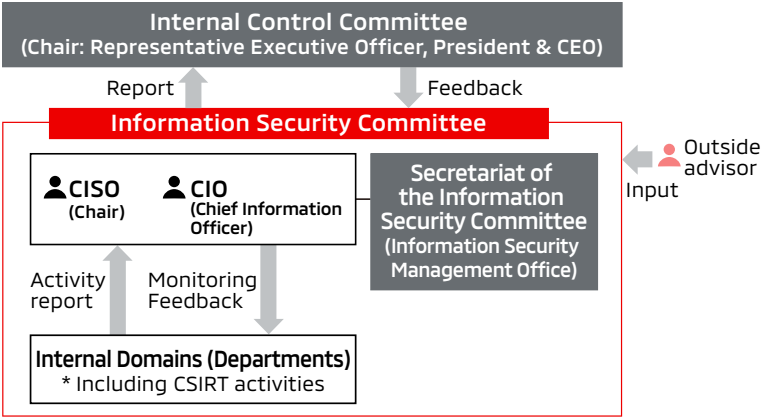 Internal Control Committee
(Chair: Representative Executive Officer, President & CEO)
Report
Feedback
Information Security Committee
CISO
(Chair)
CIO
(Chief Information
Officer)
Secretariat of
the Information
Security Committee
(Information Security
Management Office)
Outside
advisor
Input
Activity
report
Monitoring
Feedback
Internal Domains (Departments)
* Including CSIRT activities